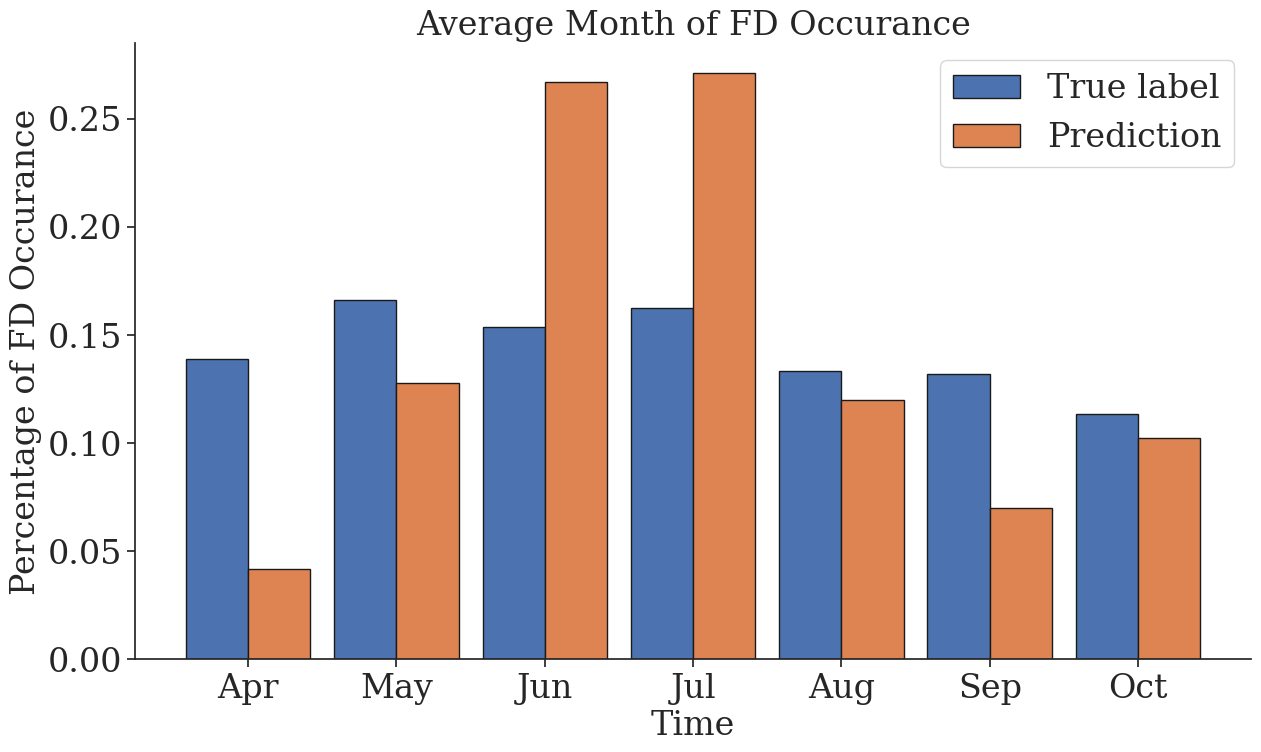 Average Month of FD Occurance
True label
Prediction
Percentage of FD Occurance
0.25
0.20
0.15
0.10
0.05
0.00
Apr May Jun Jul Aug Sep Oct
Time